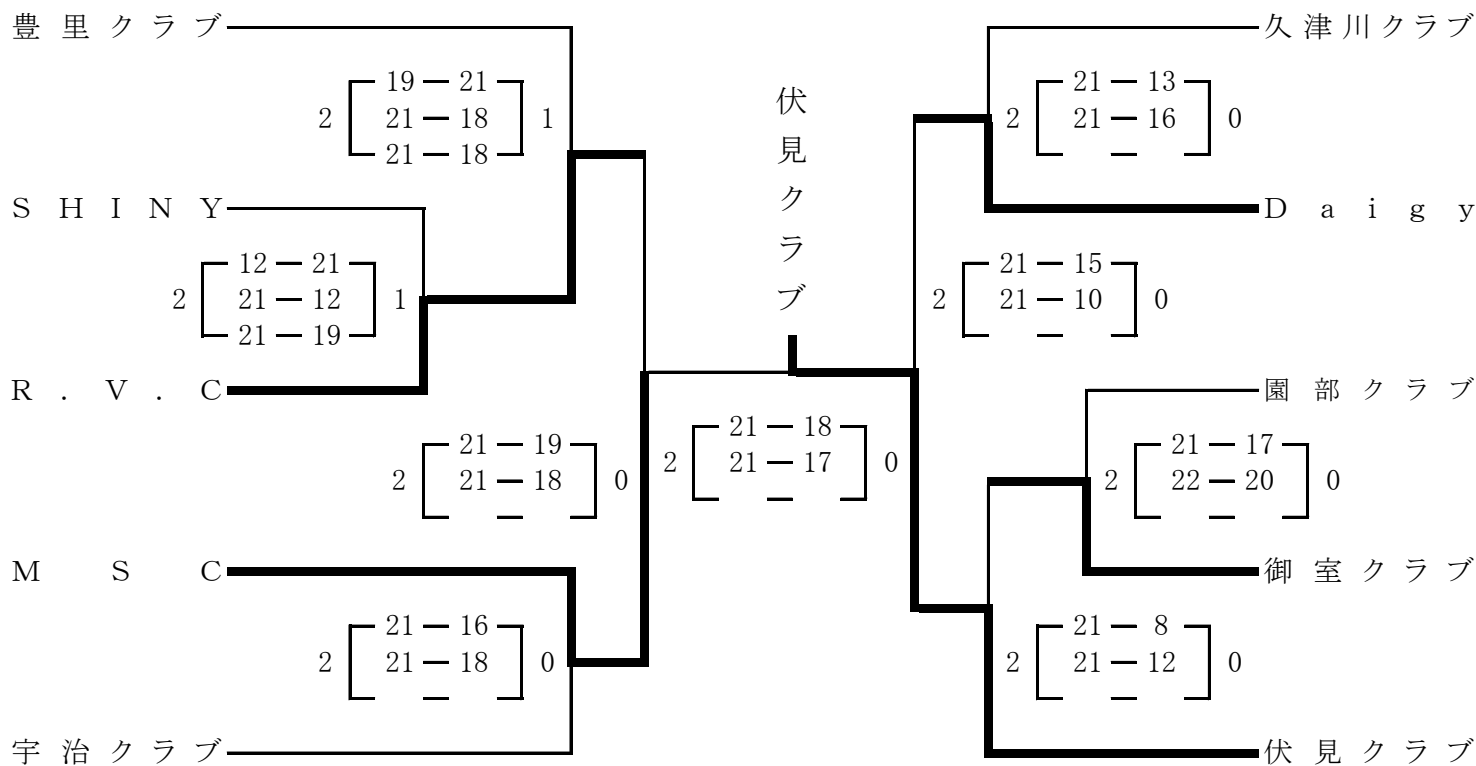 豊里クラブ
久津川クラブ
19 ― 21
2 21 ― 18 1
21 ― 18
21 ― 13
2 21 ― 16 0
伏見クラブ
SHINY
Daigy
12 ― 21
2 21 ― 12 1
21 ― 19
21 ― 15
2 21 ― 10 0
R.V.C
園部クラブ
21 ― 19
2 21 ― 18 0
21 ― 18
2 21 ― 17 0
21 ― 17
2 22 ― 20 0
MSC
御室クラブ
21 ― 16
2 21 ― 18 0
21 ― 8
2 21 ― 12 0
宇治クラブ
伏見クラブ